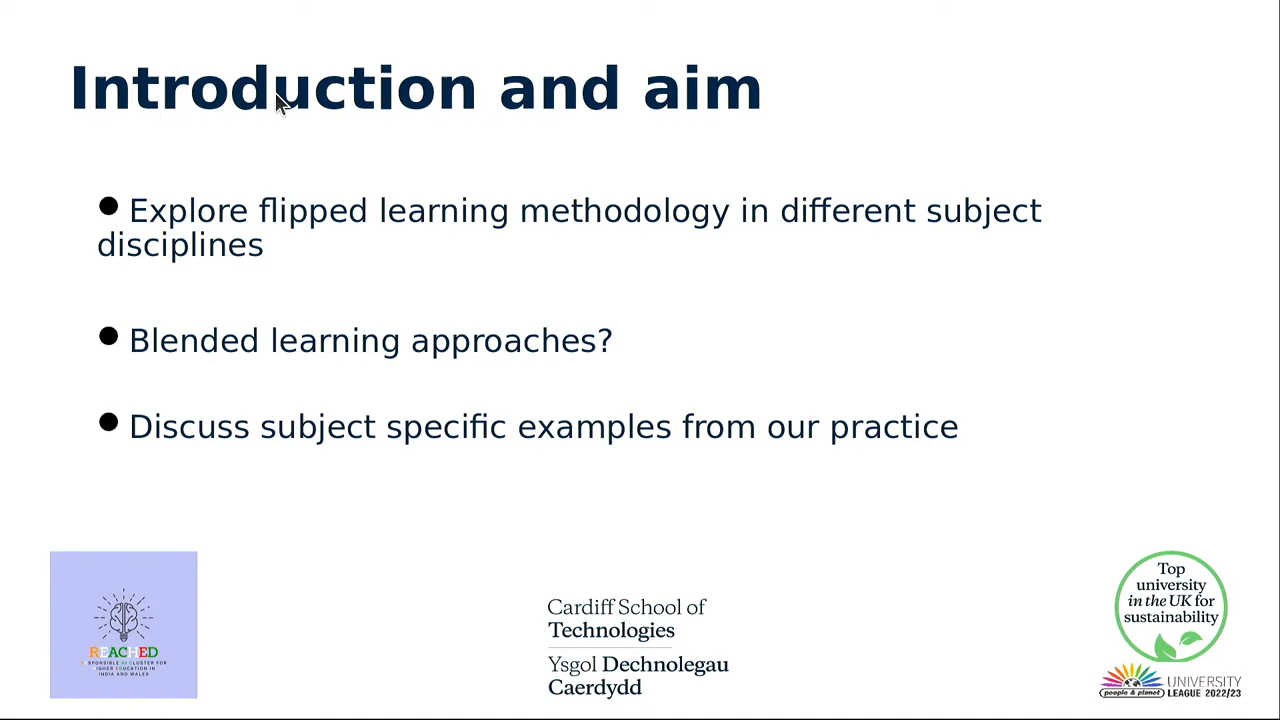 Introduction and aim
Explore flipped learning methodology in different subject
disciplines
Blended learning approaches?
Discuss subject specific examples from our practice
REACHED
RESPONSIBLE AI CLUSTER FOR
HIGHER EDUCATION IN
INDIA AND WALES
Cardiff School of
Technologies
Ysgol Dechnolegau
Caerdydd
Top
university
in the UK for
sustainability
people & planet
UNIVERSITY
LEAGUE 2022/23